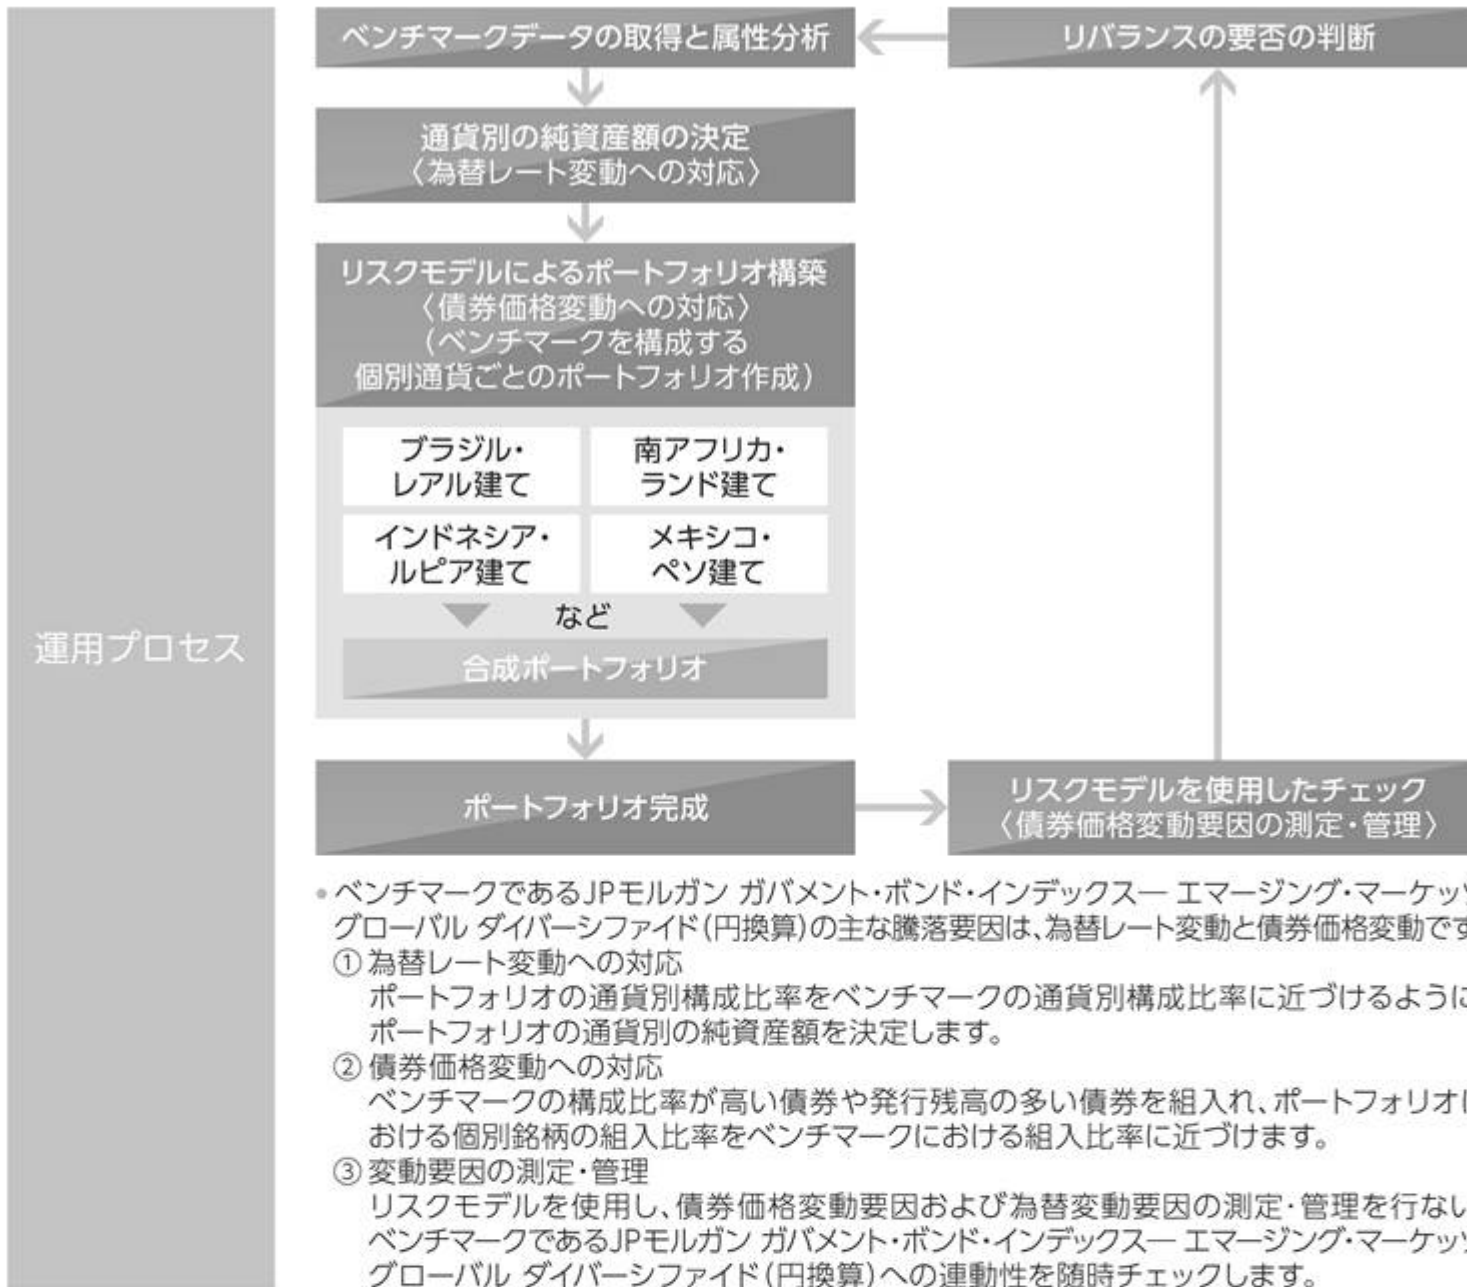 運用プロセス
ベンチマークデータの取得と属性分析
リバランスの要否の判断
通貨別の純資産額の決定
〈為替レート変動への対応〉
リスクモデルによるポートフォリオ構築
〈債券価格変動への対応〉
（ベンチマークを構成する
個別通貨ごとのポートフォリオ作成）
ブラジル・
レアル建て
南アフリカ・
ランド建て
インドネシア・
ルピア建て
メキシコ・
ペソ建て
など
合成ポートフォリオ
ポートフォリオ完成
リスクモデルを使用したチェック
〈債券価格変動要因の測定・管理〉
• ベンチマークであるJPモルガン ガバメント・ボンド・インデックス― エマージング・マーケッツ
グローバル ダイバーシファイド（円換算）の主な騰落要因は、為替レート変動と債券価格変動です
① 為替レート変動への対応
ポートフォリオの通貨別構成比率をベンチマークの通貨別構成比率に近づけるように
ポートフォリオの通貨別の純資産額を決定します。
② 債券価格変動への対応
ベンチマークの構成比率が高い債券や発行残高の多い債券を組入れ、ポートフォリオに
おける個別銘柄の組入比率をベンチマークにおける組入比率に近づけます。
③ 変動要因の測定・管理
リスクモデルを使用し、債券価格変動要因および為替変動要因の測定・管理を行ない
ベンチマークであるJPモルガン ガバメント・ボンド・インデックス― エマージング・マーケッツ
グローバル ダイバーシファイド（円換算）への連動性を随時チェックします。